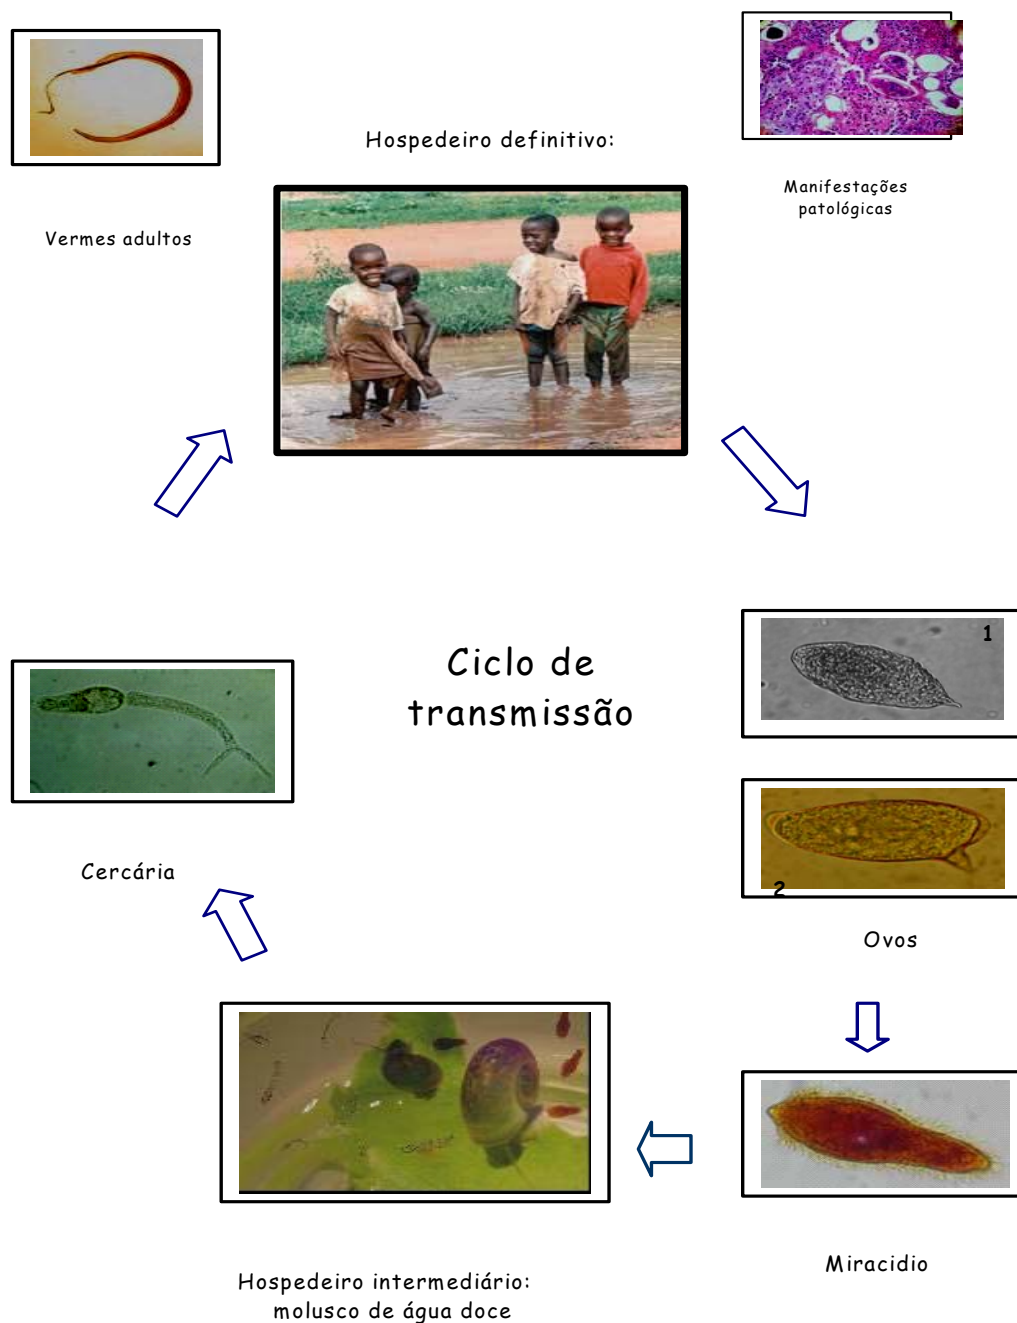 Hospedeiro definitivo:
Manifestações
patológicas
Vermes adultos
Ciclo de
transmissão
1
2
Ovos
Cercária
Miracidio
Hospedeiro intermediário:
molusco de água doce